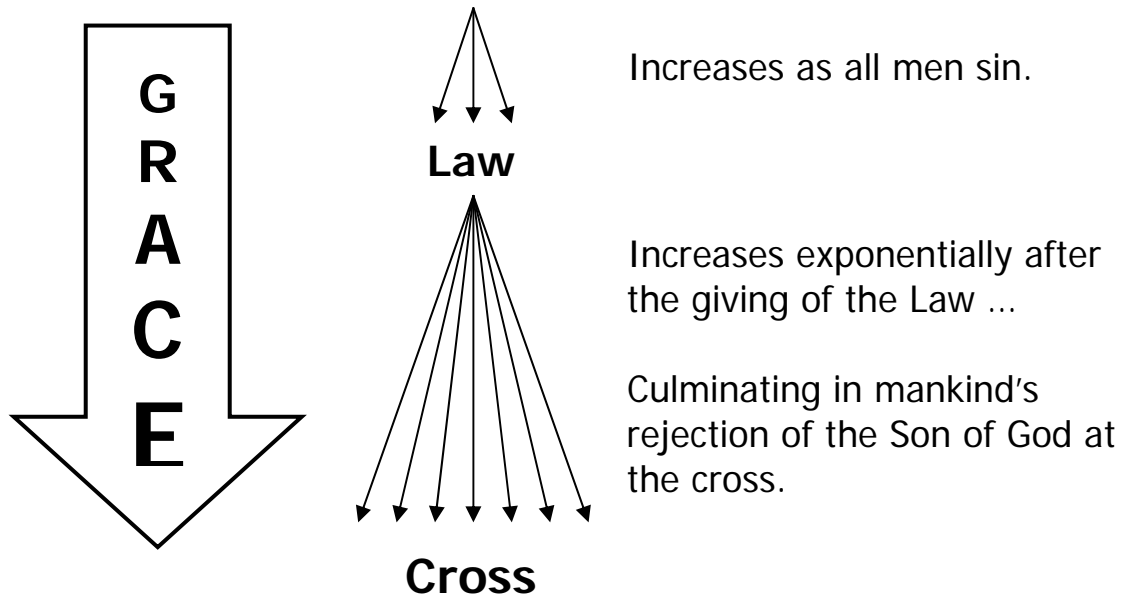 G
R
A
C
E
Increases as all men sin.
Law
Increases exponentially after
the giving of the Law ...
Culminating in mankind's
rejection of the Son of God at
the cross.
Cross